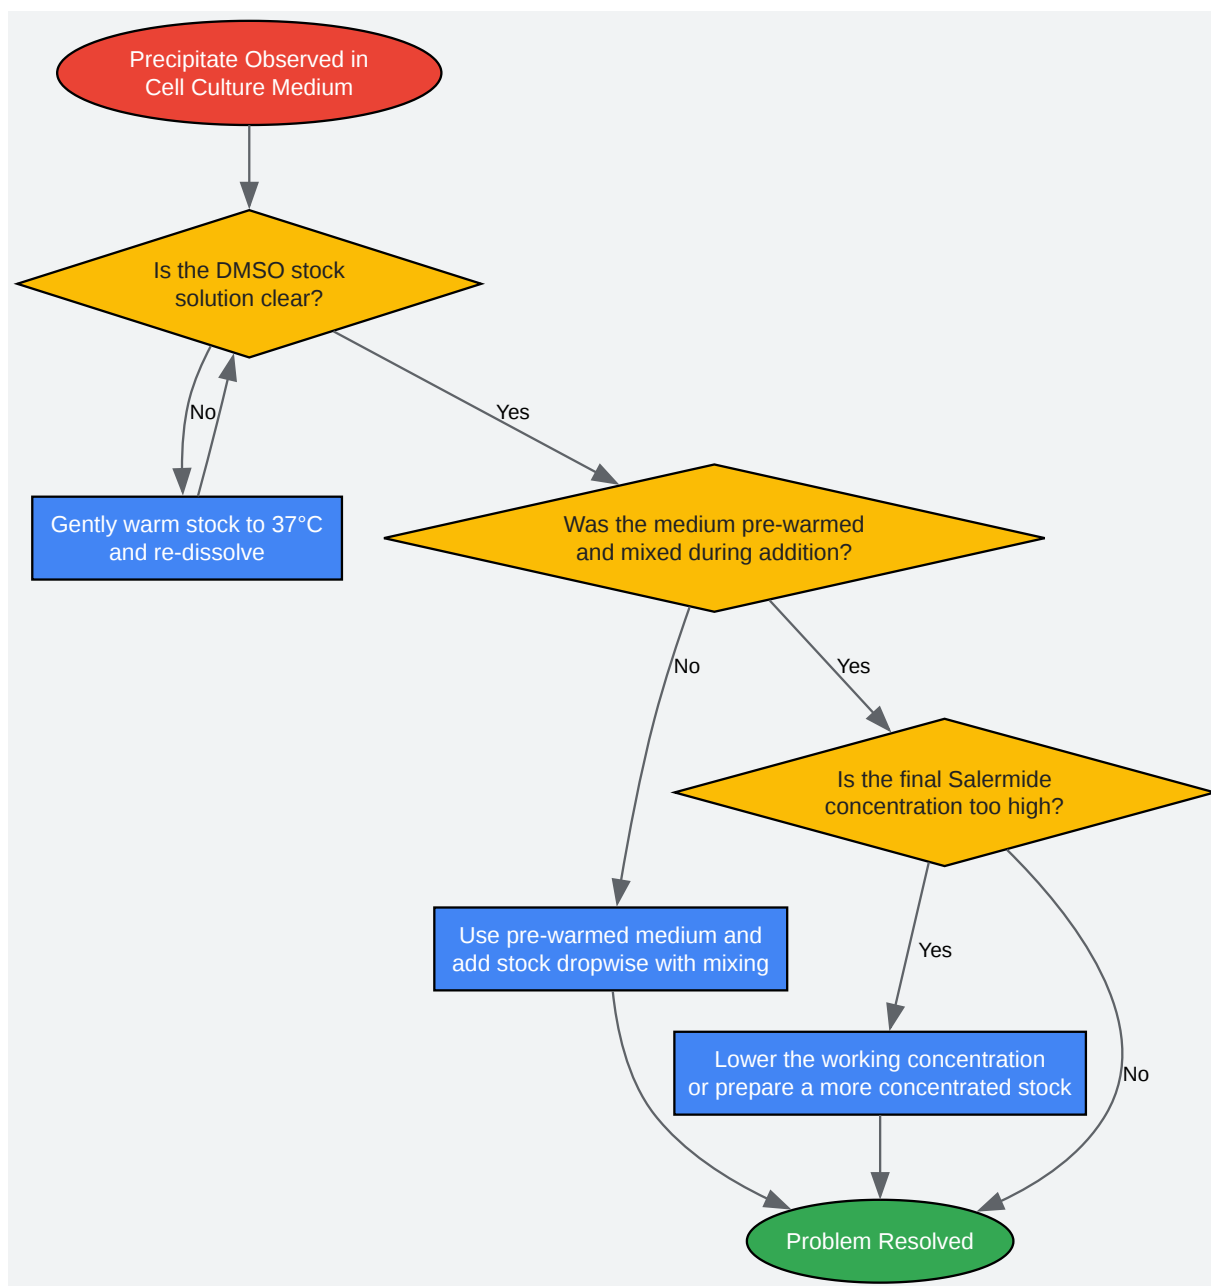 Precipitate Observed in
Cell Culture Medium
Is the DMSO stock
solution clear?
No
Yes
Gently warm stock to 37°C
and re-dissolve
Was the medium pre-warmed
and mixed during addition?
No
Yes
Is the final Salermide
concentration too high?
Use pre-warmed medium and
add stock dropwise with mixing
Yes
Lower the working concentration
or prepare a more concentrated stock
No
Problem Resolved